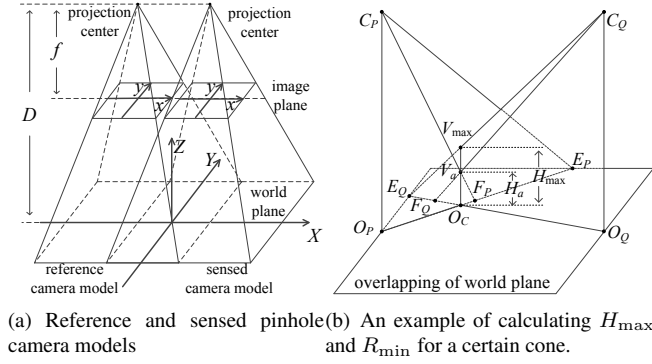 projection
center
projection
center
f
D
y
x
y
x
image
plane
Z
Y
world
plane
X
reference
camera model
sensed
camera model
(a) Reference and sensed pinhole
camera models
C_P
C_Q
V_max
V_a
E_P
E_Q
F_P
F_Q
H_a
H_max
O_P
O_C
O_Q
overlapping of world plane
(b) An example of calculating H_max
and R_min for a certain cone.